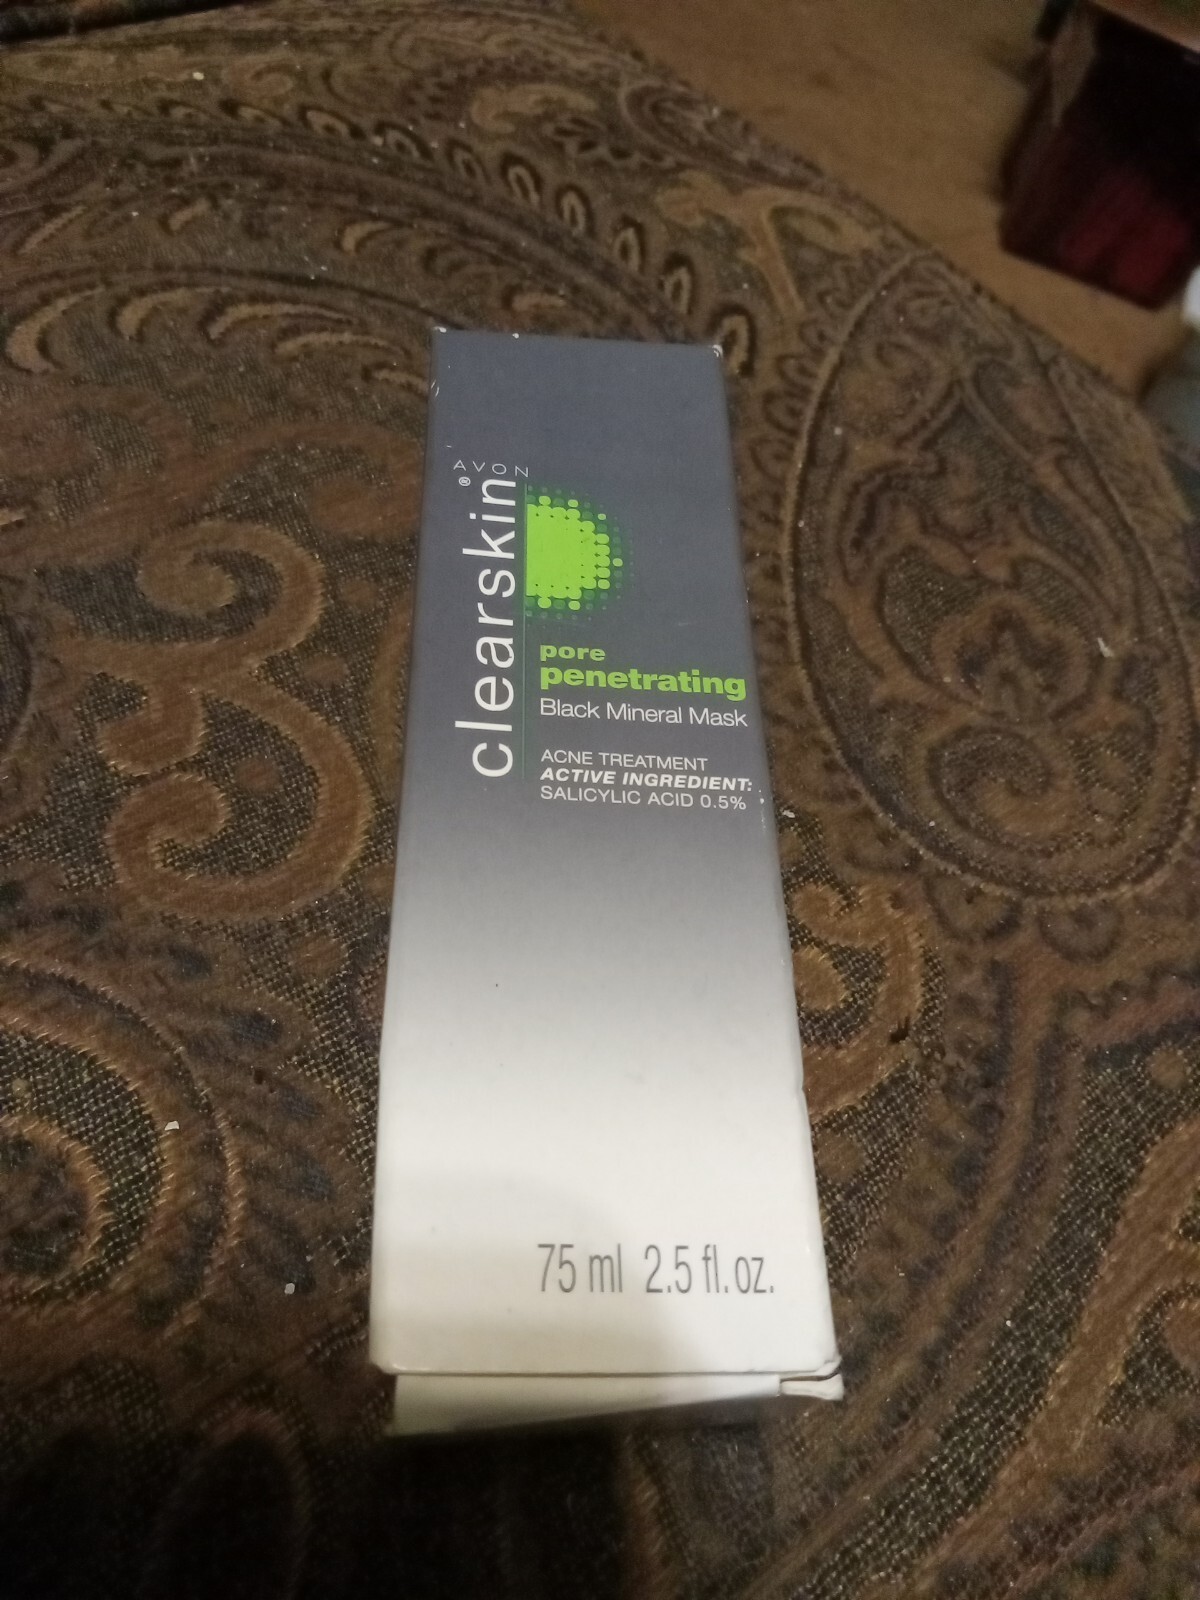 AVON
clearskin®
pore
penetrating
Black Mineral Mask
ACNE TREATMENT
ACTIVE INGREDIENT:
SALICYLIC ACID 0.5%
75 ml 2.5 fl.oz.